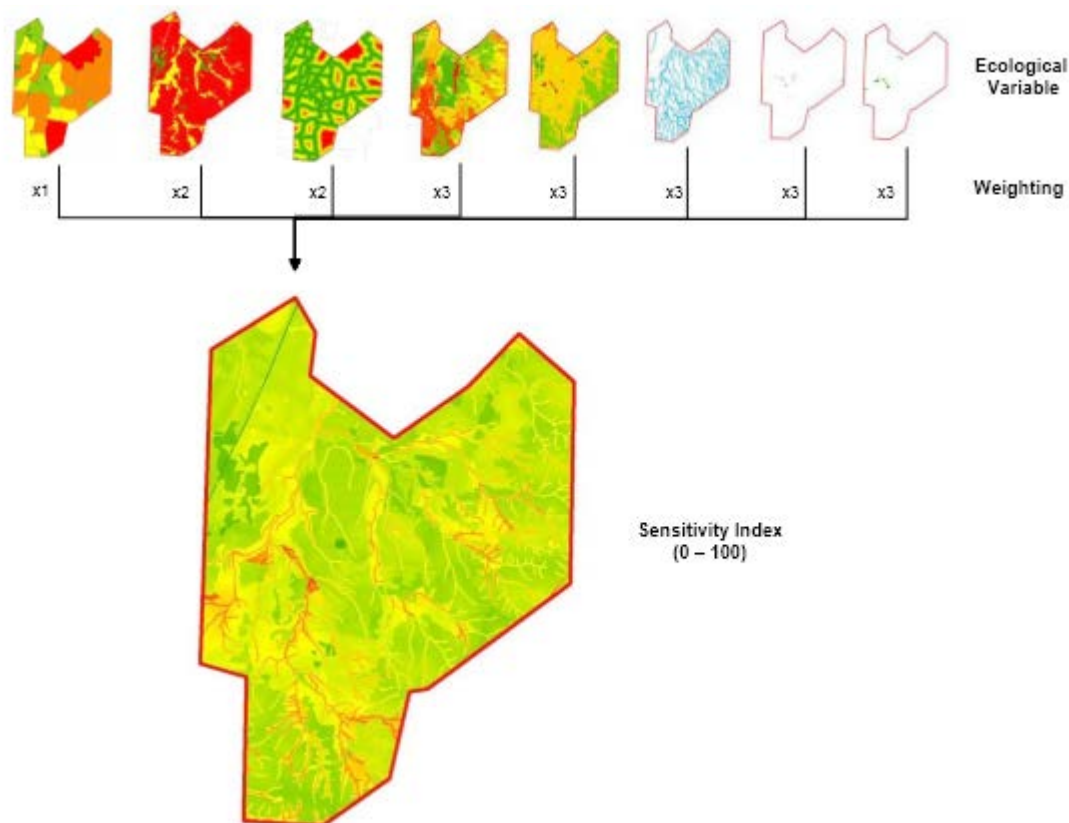 Ecological
Variable
x1 x2 x2 x3 x3 x3 x3 x3
Weighting
Sensitivity Index
(0 – 100)